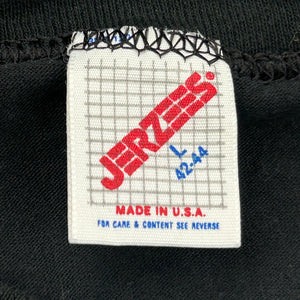 JERZEES®
L
42-44
MADE IN U.S.A.
FOR CARE & CONTENT SEE REVERSE